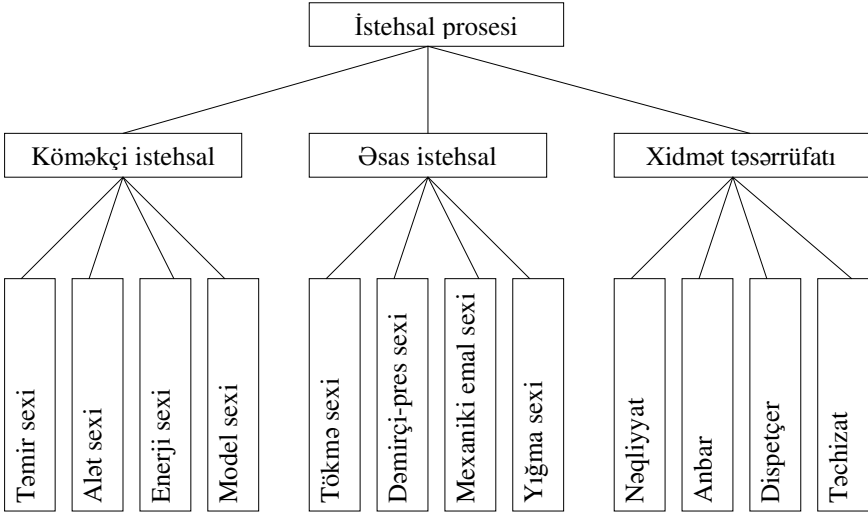 İstehsal prosesi
Köməkçi istehsal
Əsas istehsal
Xidmət təsərrüfatı
Təmir sexi
Alət sexi
Enerji sexi
Model sexi
Tökmə sexi
Dəmirçi-pres sexi
Mexaniki emal sexi
Yığma sexi
Nəqliyyat
Anbar
Dispetçer
Təchizat